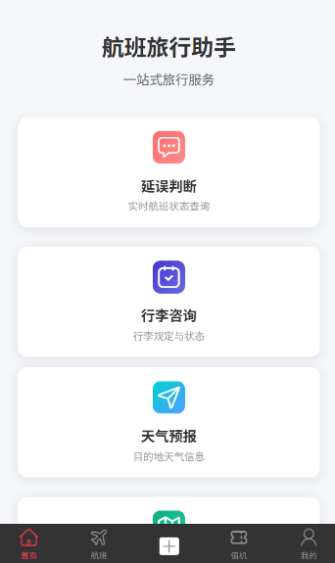 航班旅行助手
一站式旅行服务
延误判断
实时航班状态查询
行李咨询
行李规定与状态
天气预报
目的地天气信息
首页
航班
值机
我的